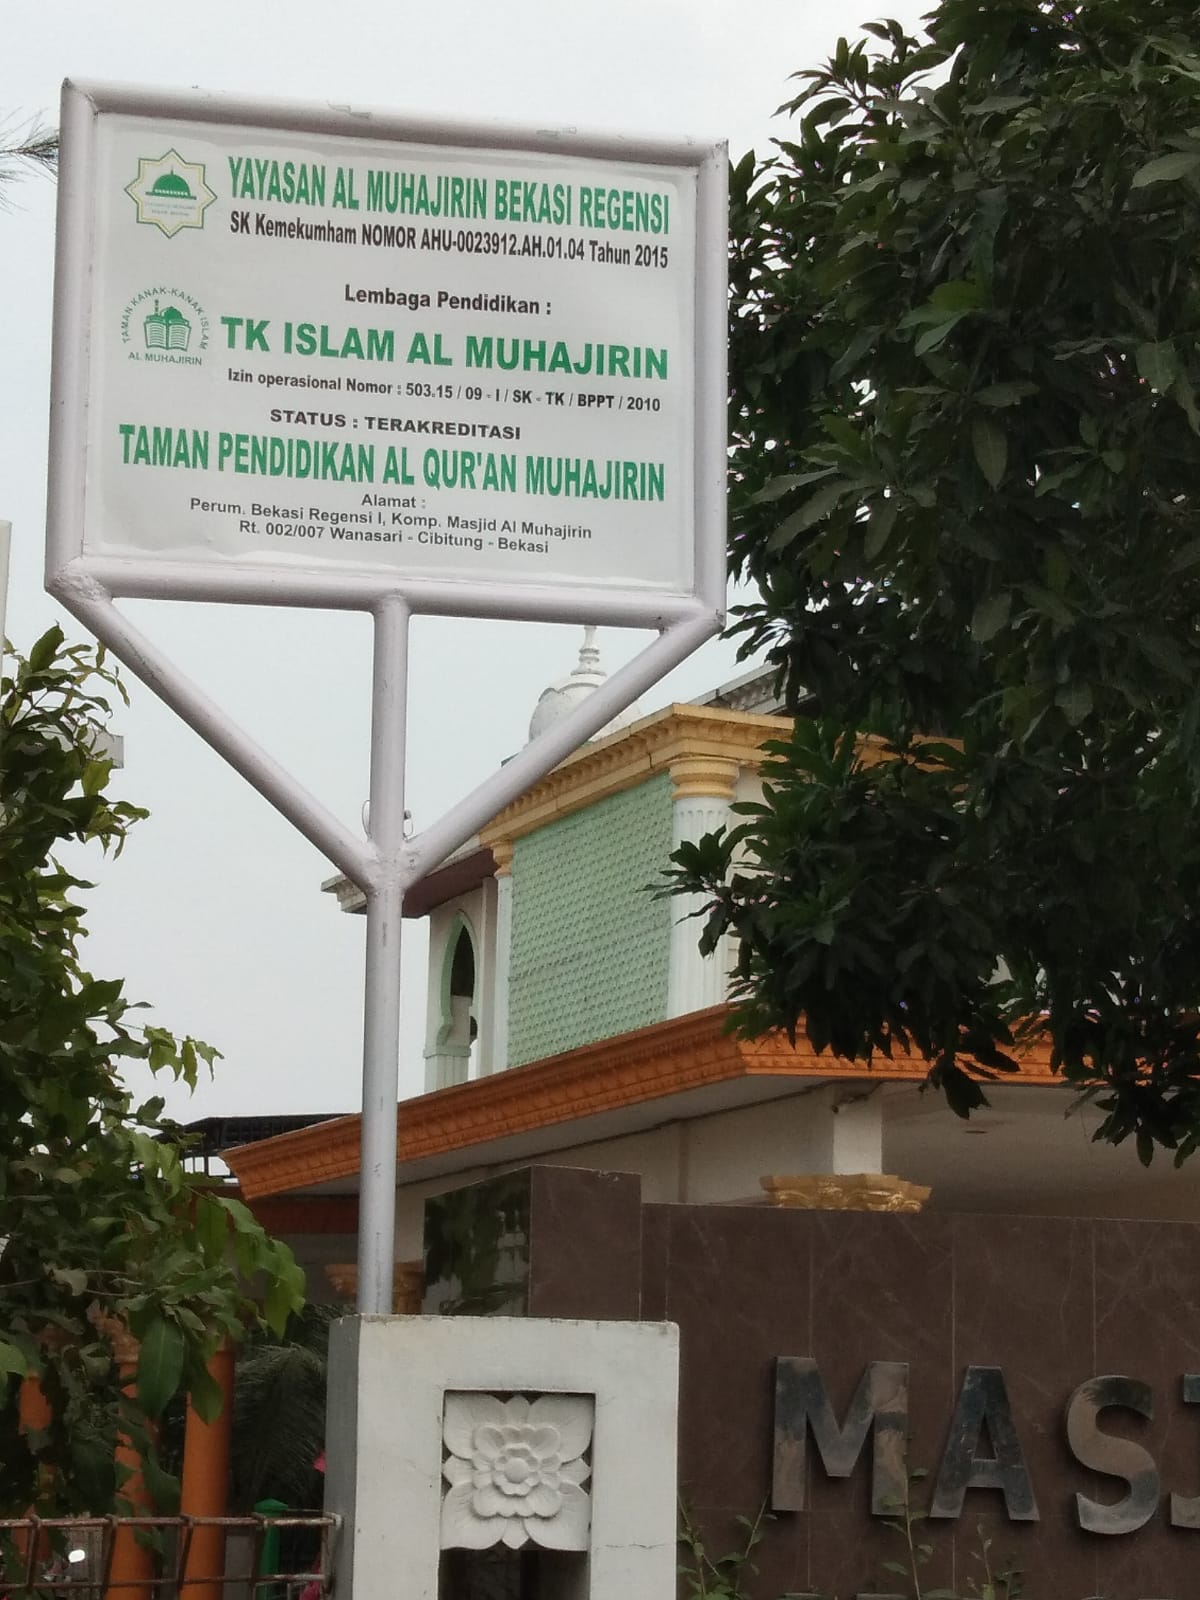 YAYASAN AL MUHAJIRIN BEKASI REGENSI
SK Kemekumham NOMOR AHU-0023912.AH.01.04 Tahun 2015
Lembaga Pendidikan :
TAMAN KANAK-KANAK ISLAM
AL MUHAJIRIN
TK ISLAM AL MUHAJIRIN
Izin operasional Nomor : 503.15 / 09 - I / SK - TK / BPPT / 2010
STATUS : TERAKREDITASI
TAMAN PENDIDIKAN AL QUR'AN MUHAJIRIN
Alamat :
Perum. Bekasi Regensi I, Komp. Masjid Al Muhajirin
Rt. 002/007 Wanasari - Cibitung - Bekasi
MAS